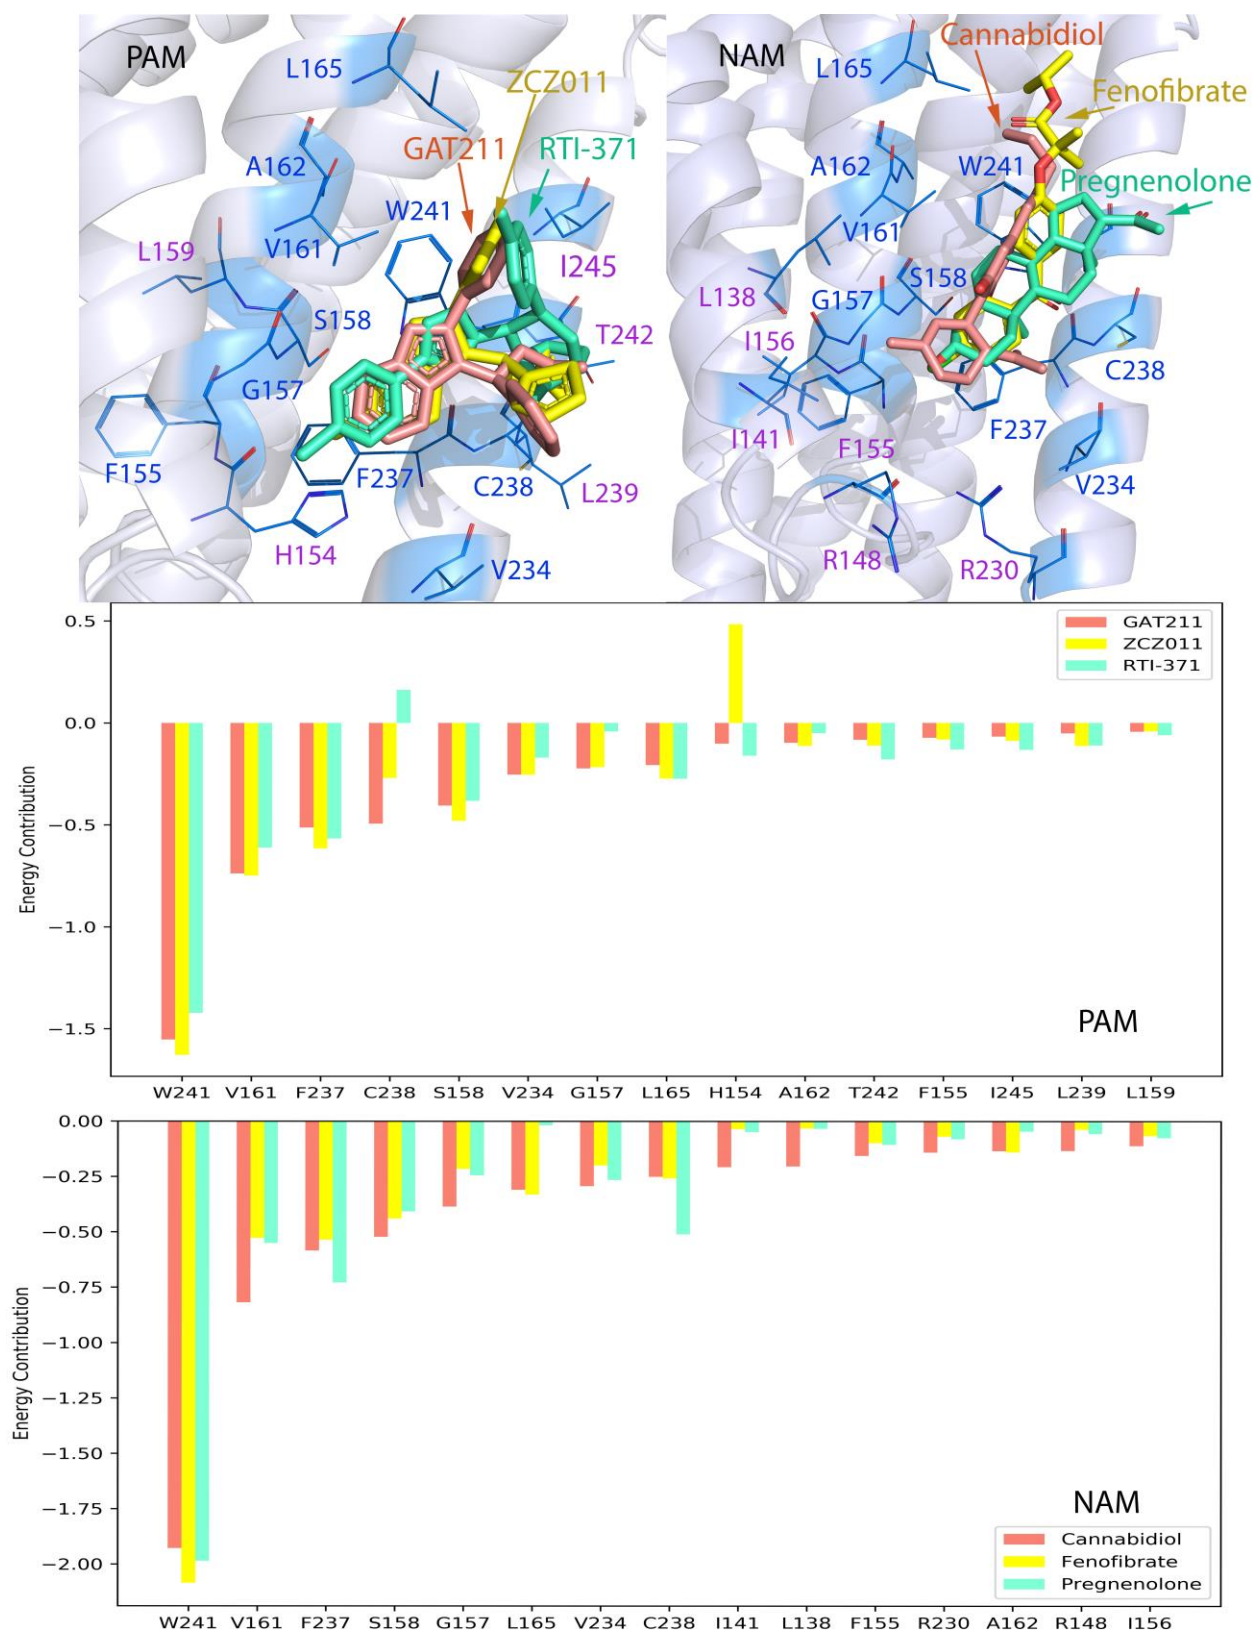 PAM
L165
ZCZ011
GAT211
RTI-371
A162
W241
V161
L159
I245
S158
T242
G157
F155
F237
C238
L239
H154
V234
NAM
Cannabidiol
L165
Fenofibrate
A162
W241
Pregnenolone
V161
S158
L138
G157
I156
C238
I141
F155
F237
V234
R148
R230
0.5
0.0
−0.5
−1.0
−1.5
Energy Contribution
GAT211
ZCZ011
RTI-371
PAM
W241 V161 F237 C238 S158 V234 G157 L165 H154 A162 T242 F155 I245 L239 L159
0.00
−0.25
−0.50
−0.75
−1.00
−1.25
−1.50
−1.75
−2.00
Energy Contribution
NAM
Cannabidiol
Fenofibrate
Pregnenolone
W241 V161 F237 S158 G157 L165 V234 C238 I141 L138 F155 R230 A162 R148 I156